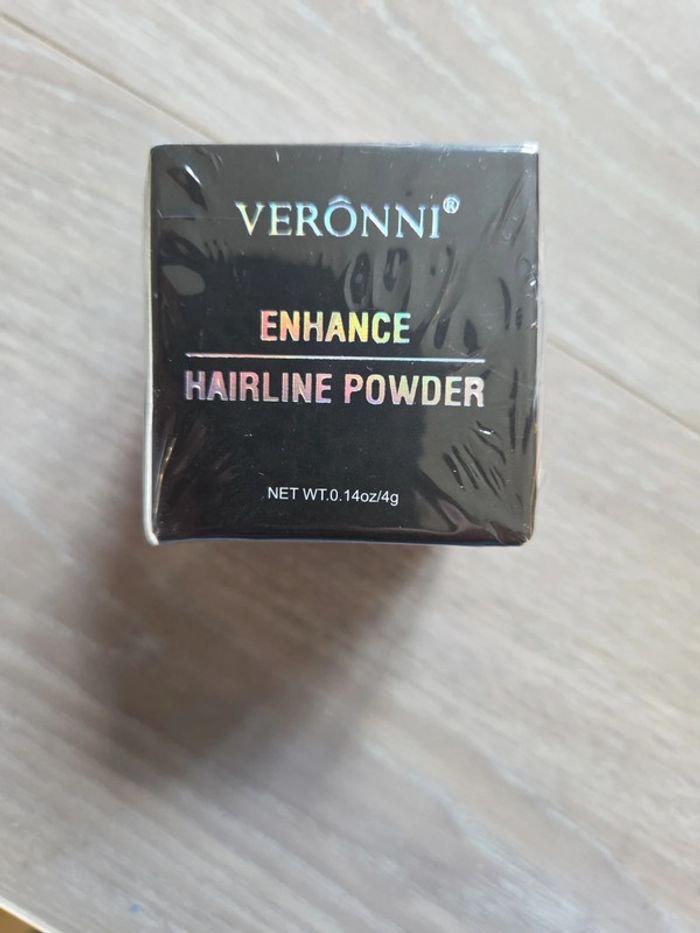 VERÔNNI®
ENHANCE
HAIRLINE POWDER
NET WT.0.14oz/4g